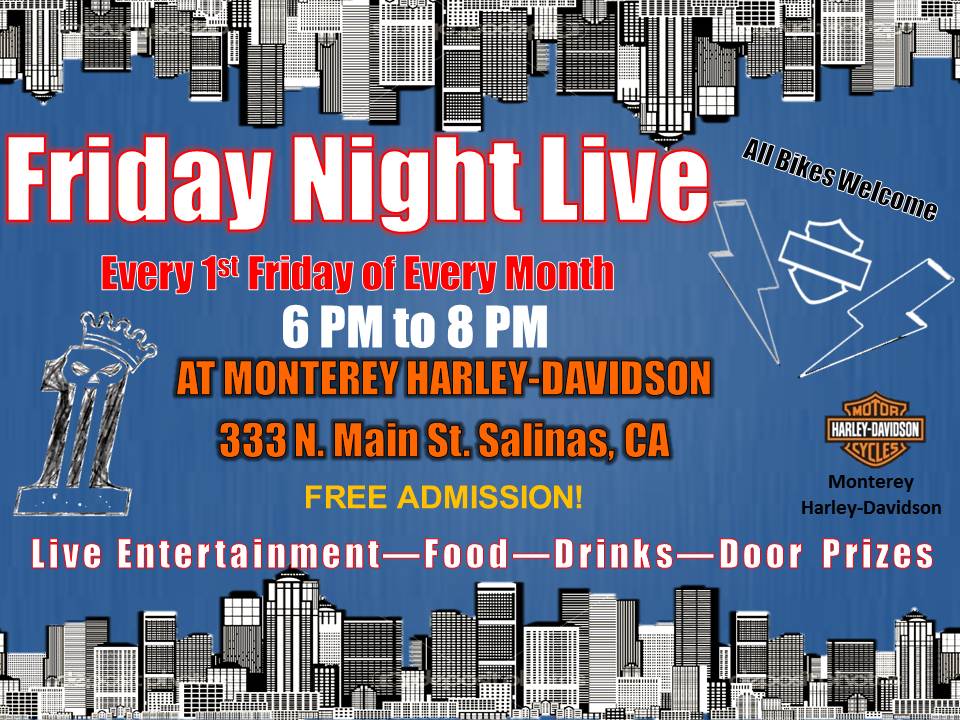 Friday Night Live
All Bikes Welcome
Every 1st Friday of Every Month
6 PM to 8 PM
AT MONTEREY HARLEY-DAVIDSON
333 N. Main St. Salinas, CA
FREE ADMISSION!
MOTOR
HARLEY-DAVIDSON
CYCLES
Monterey
Harley-Davidson
Live Entertainment—Food—Drinks—Door Prizes